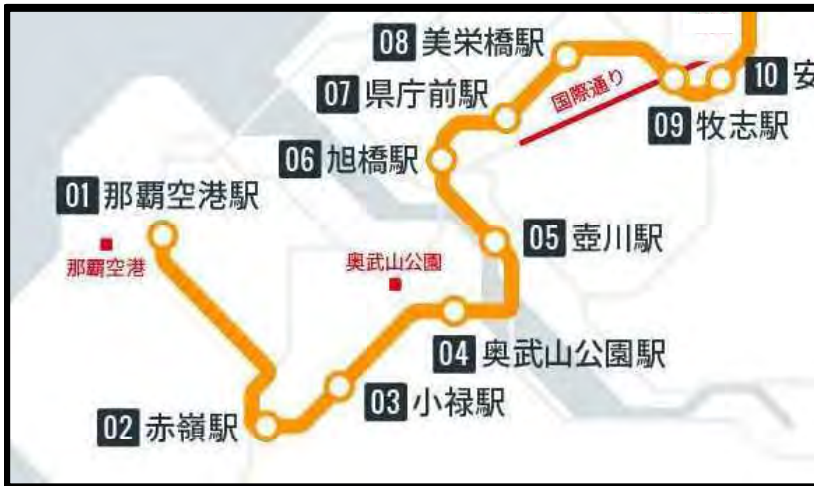 08 美栄橋駅
07 県庁前駅
国際通り
10 安
09 牧志駅
06 旭橋駅
01 那覇空港駅
05 壺川駅
那覇空港
奥武山公園
04 奥武山公園駅
03 小禄駅
02 赤嶺駅